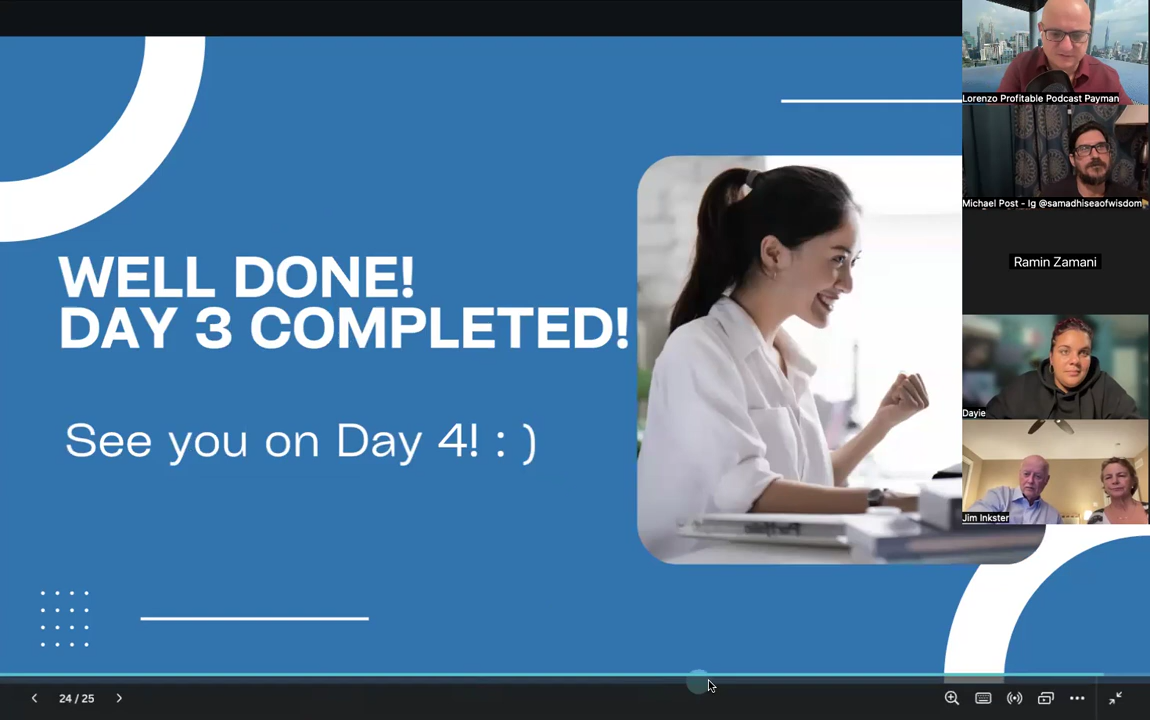 WELL DONE!
DAY 3 COMPLETED!
See you on Day 4! : )
Lorenzo Profitable Podcast Payman
Michael Post - Ig @samadhiseaofwisdom
Ramin Zamani
Dayie
Jim Inkster
24 / 25